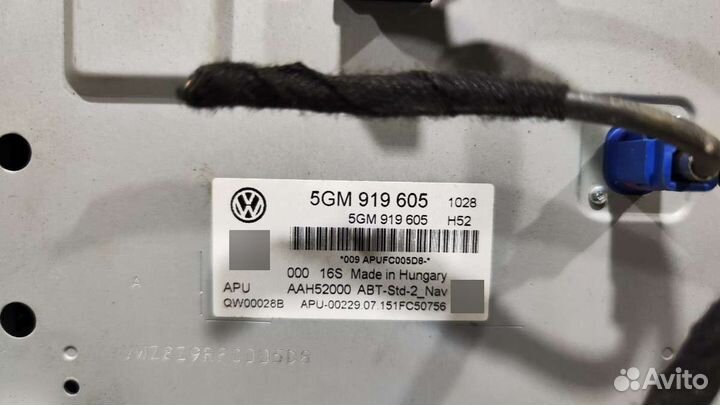 5GM 919 605 1028
5GM 919 605 H52
*009 APUFC005D8-*
000 16S Made in Hungary
APU AAH52000 ABT-Std-2_Nav
QW00028B APU-00229.07.151FC50756
A
Avito